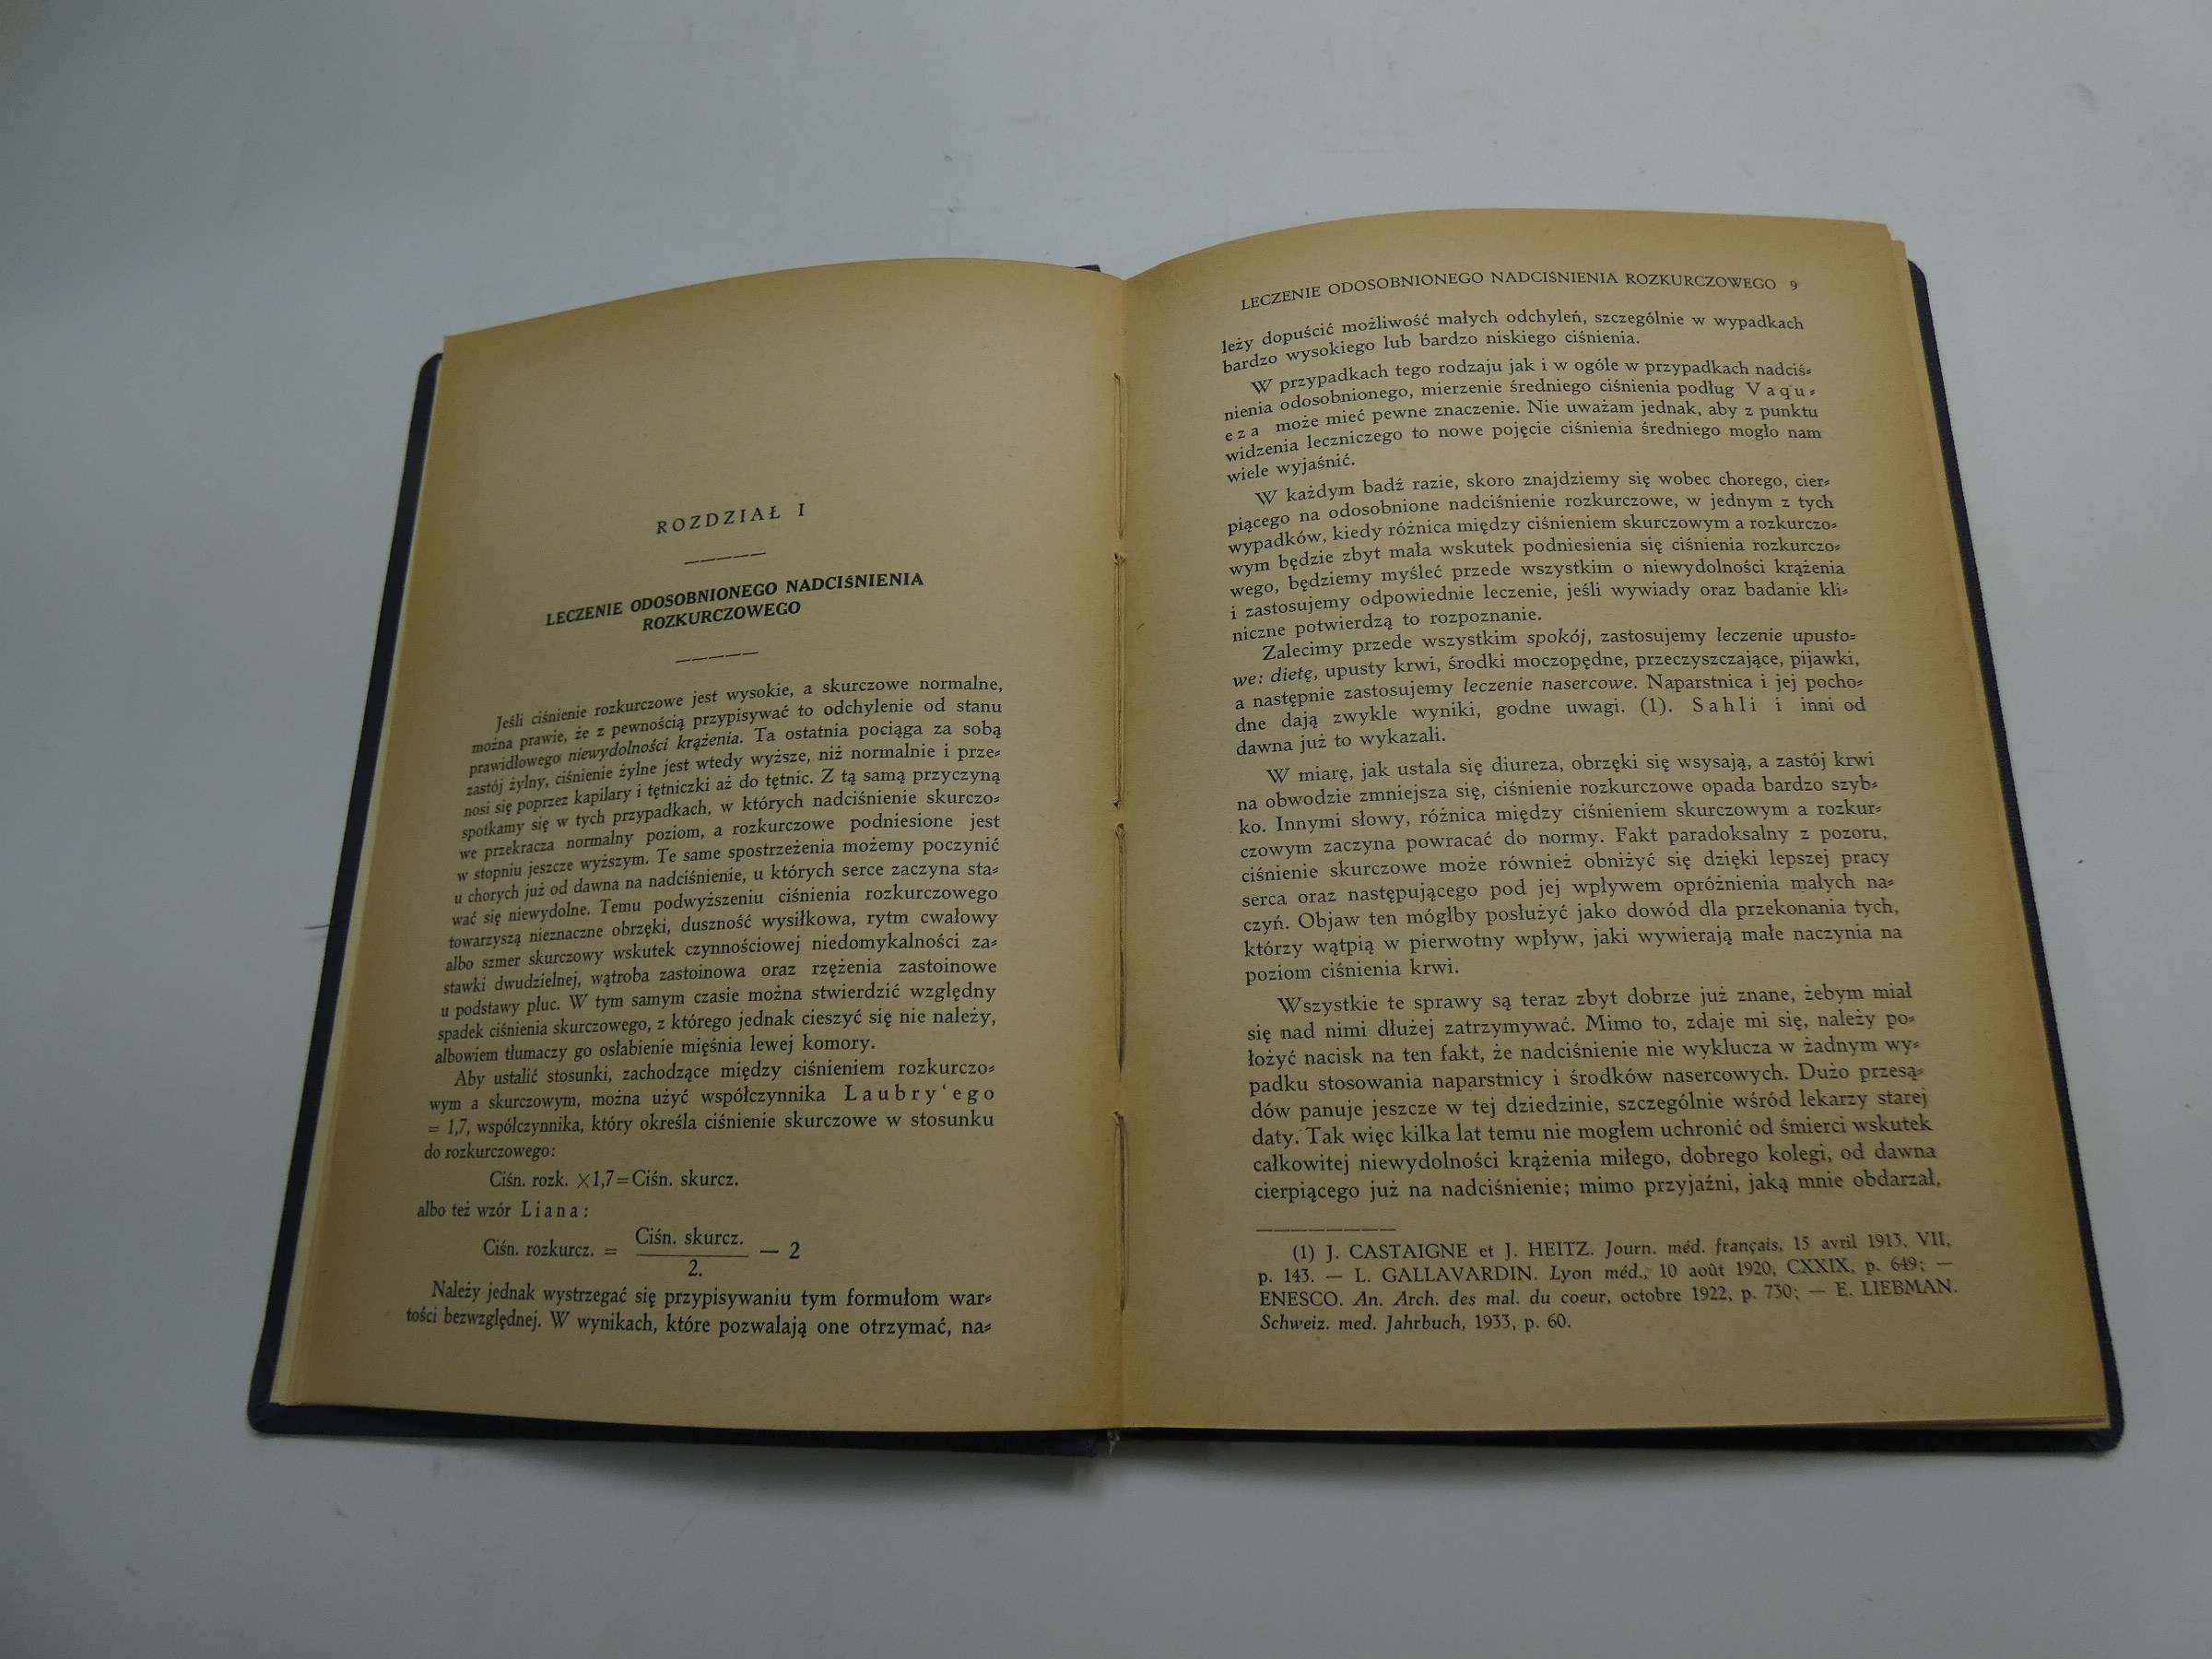 ROZDZIAŁ I
LECZENIE ODOSOBNIONEGO NADCIŚNIENIA
ROZKURCZOWEGO
Jeśli ciśnienie rozkurczowe jest wysokie, a skurczowe normalne,
można prawie, że z pewnością przypisywać to odchylenie od stanu
prawidłowego niewydolności krążenia. Ta ostatnia pociąga za sobą
zastój żylny, ciśnienie żylne jest wtedy wyższe, niż normalnie i prze=
nosi się poprzez kapilary i tętniczki aż do tętnic. Z tą samą przyczyną
spotkamy się w tych przypadkach, w których nadciśnienie skurczo=
we przekracza normalny poziom, a rozkurczowe podniesione jest
w stopniu jeszcze wyższym. Te same spostrzeżenia możemy poczynić
u chorych już od dawna na nadciśnienie, u których serce zaczyna sta=
wać się niewydolne. Temu podwyższeniu ciśnienia rozkurczowego
towarzyszą nieznaczne obrzęki, duszność wysiłkowa, rytm cwałowy
albo szmer skurczowy wskutek czynnościowej niedomykalności za=
stawki dwudzielnej, wątroba zastoinowa oraz rzężenia zastoinowe
u podstawy płuc. W tym samym czasie można stwierdzić względny
spadek ciśnienia skurczowego, z którego jednak cieszyć się nie należy,
albowiem tłumaczy go osłabienie mięśnia lewej komory.
Aby ustalić stosunki, zachodzące między ciśnieniem rozkurczo=
wym a skurczowym, można użyć współczynnika Laubry'ego
= 1,7, współczynnika, który określa ciśnienie skurczowe w stosunku
do rozkurczowego:
Ciśn. rozk. ×1,7=Ciśn. skurcz.
albo też wzór Liana:
Ciśn. rozkurcz. = Ciśn. skurcz. — 2
2.
Należy jednak wystrzegać się przypisywaniu tym formułom war=
tości bezwzględnej. W wynikach, które pozwalają one otrzymać, na=
LECZENIE ODOSOBNIONEGO NADCIŚNIENIA ROZKURCZOWEGO 9
leży dopuścić możliwość małych odchyleń, szczególnie w wypadkach
bardzo wysokiego lub bardzo niskiego ciśnienia.
W przypadkach tego rodzaju jak i w ogóle w przypadkach nadciś=
nienia odosobnionego, mierzenie średniego ciśnienia podług Vaqu=
eza może mieć pewne znaczenie. Nie uważam jednak, aby z punktu
widzenia leczniczego to nowe pojęcie ciśnienia średniego mogło nam
wiele wyjaśnić.
W każdym badź razie, skoro znajdziemy się wobec chorego, cier=
piącego na odosobnione nadciśnienie rozkurczowe, w jednym z tych
wypadków, kiedy różnica między ciśnieniem skurczowym a rozkurczo=
wym będzie zbyt mała wskutek podniesienia się ciśnienia rozkurczo=
wego, będziemy myśleć przede wszystkim o niewydolności krążenia
i zastosujemy odpowiednie leczenie, jeśli wywiady oraz badanie kli=
niczne potwierdzą to rozpoznanie.
Zalecimy przede wszystkim spokój, zastosujemy leczenie upusto=
we: dietę, upusty krwi, środki moczopędne, przeczyszczające, pijawki,
a następnie zastosujemy leczenie nasercowe. Naparstnica i jej pocho=
dne dają zwykle wyniki, godne uwagi. (1). Sahli i inni od
dawna już to wykazali.
W miarę, jak ustala się diureza, obrzęki się wsysają, a zastój krwi
na obwodzie zmniejsza się, ciśnienie rozkurczowe opada bardzo szyb=
ko. Innymi słowy, różnica między ciśnieniem skurczowym a rozkur=
czowym zaczyna powracać do normy. Fakt paradoksalny z pozoru,
ciśnienie skurczowe może również obniżyć się dzięki lepszej pracy
serca oraz następującego pod jej wpływem opróżnienia małych na=
czyń. Objaw ten mógłby posłużyć jako dowód dla przekonania tych,
którzy wątpią w pierwotny wpływ, jaki wywierają małe naczynia na
poziom ciśnienia krwi.
Wszystkie te sprawy są teraz zbyt dobrze już znane, żebym miał
się nad nimi dłużej zatrzymywać. Mimo to, zdaje mi się, należy po=
łożyć nacisk na ten fakt, że nadciśnienie nie wyklucza w żadnym wy=
padku stosowania naparstnicy i środków nasercowych. Dużo przesą=
dów panuje jeszcze w tej dziedzinie, szczególnie wśród lekarzy starej
daty. Tak więc kilka lat temu nie mogłem uchronić od śmierci wskutek
całkowitej niewydolności krążenia miłego, dobrego kolegi, od dawna
cierpiącego już na nadciśnienie; mimo przyjaźni, jaką mnie obdarzał,
(1) J. CASTAIGNE et J. HEITZ. Journ. méd. français, 15 avril 1913, VII,
p. 143. — L. GALLAVARDIN. Lyon méd., 10 août 1920, CXXIX, p. 649; —
ENESCO. An. Arch. des mal. du coeur, octobre 1922, p. 730; — E. LIEBMAN.
Schweiz. med. Jahrbuch, 1933, p. 60.